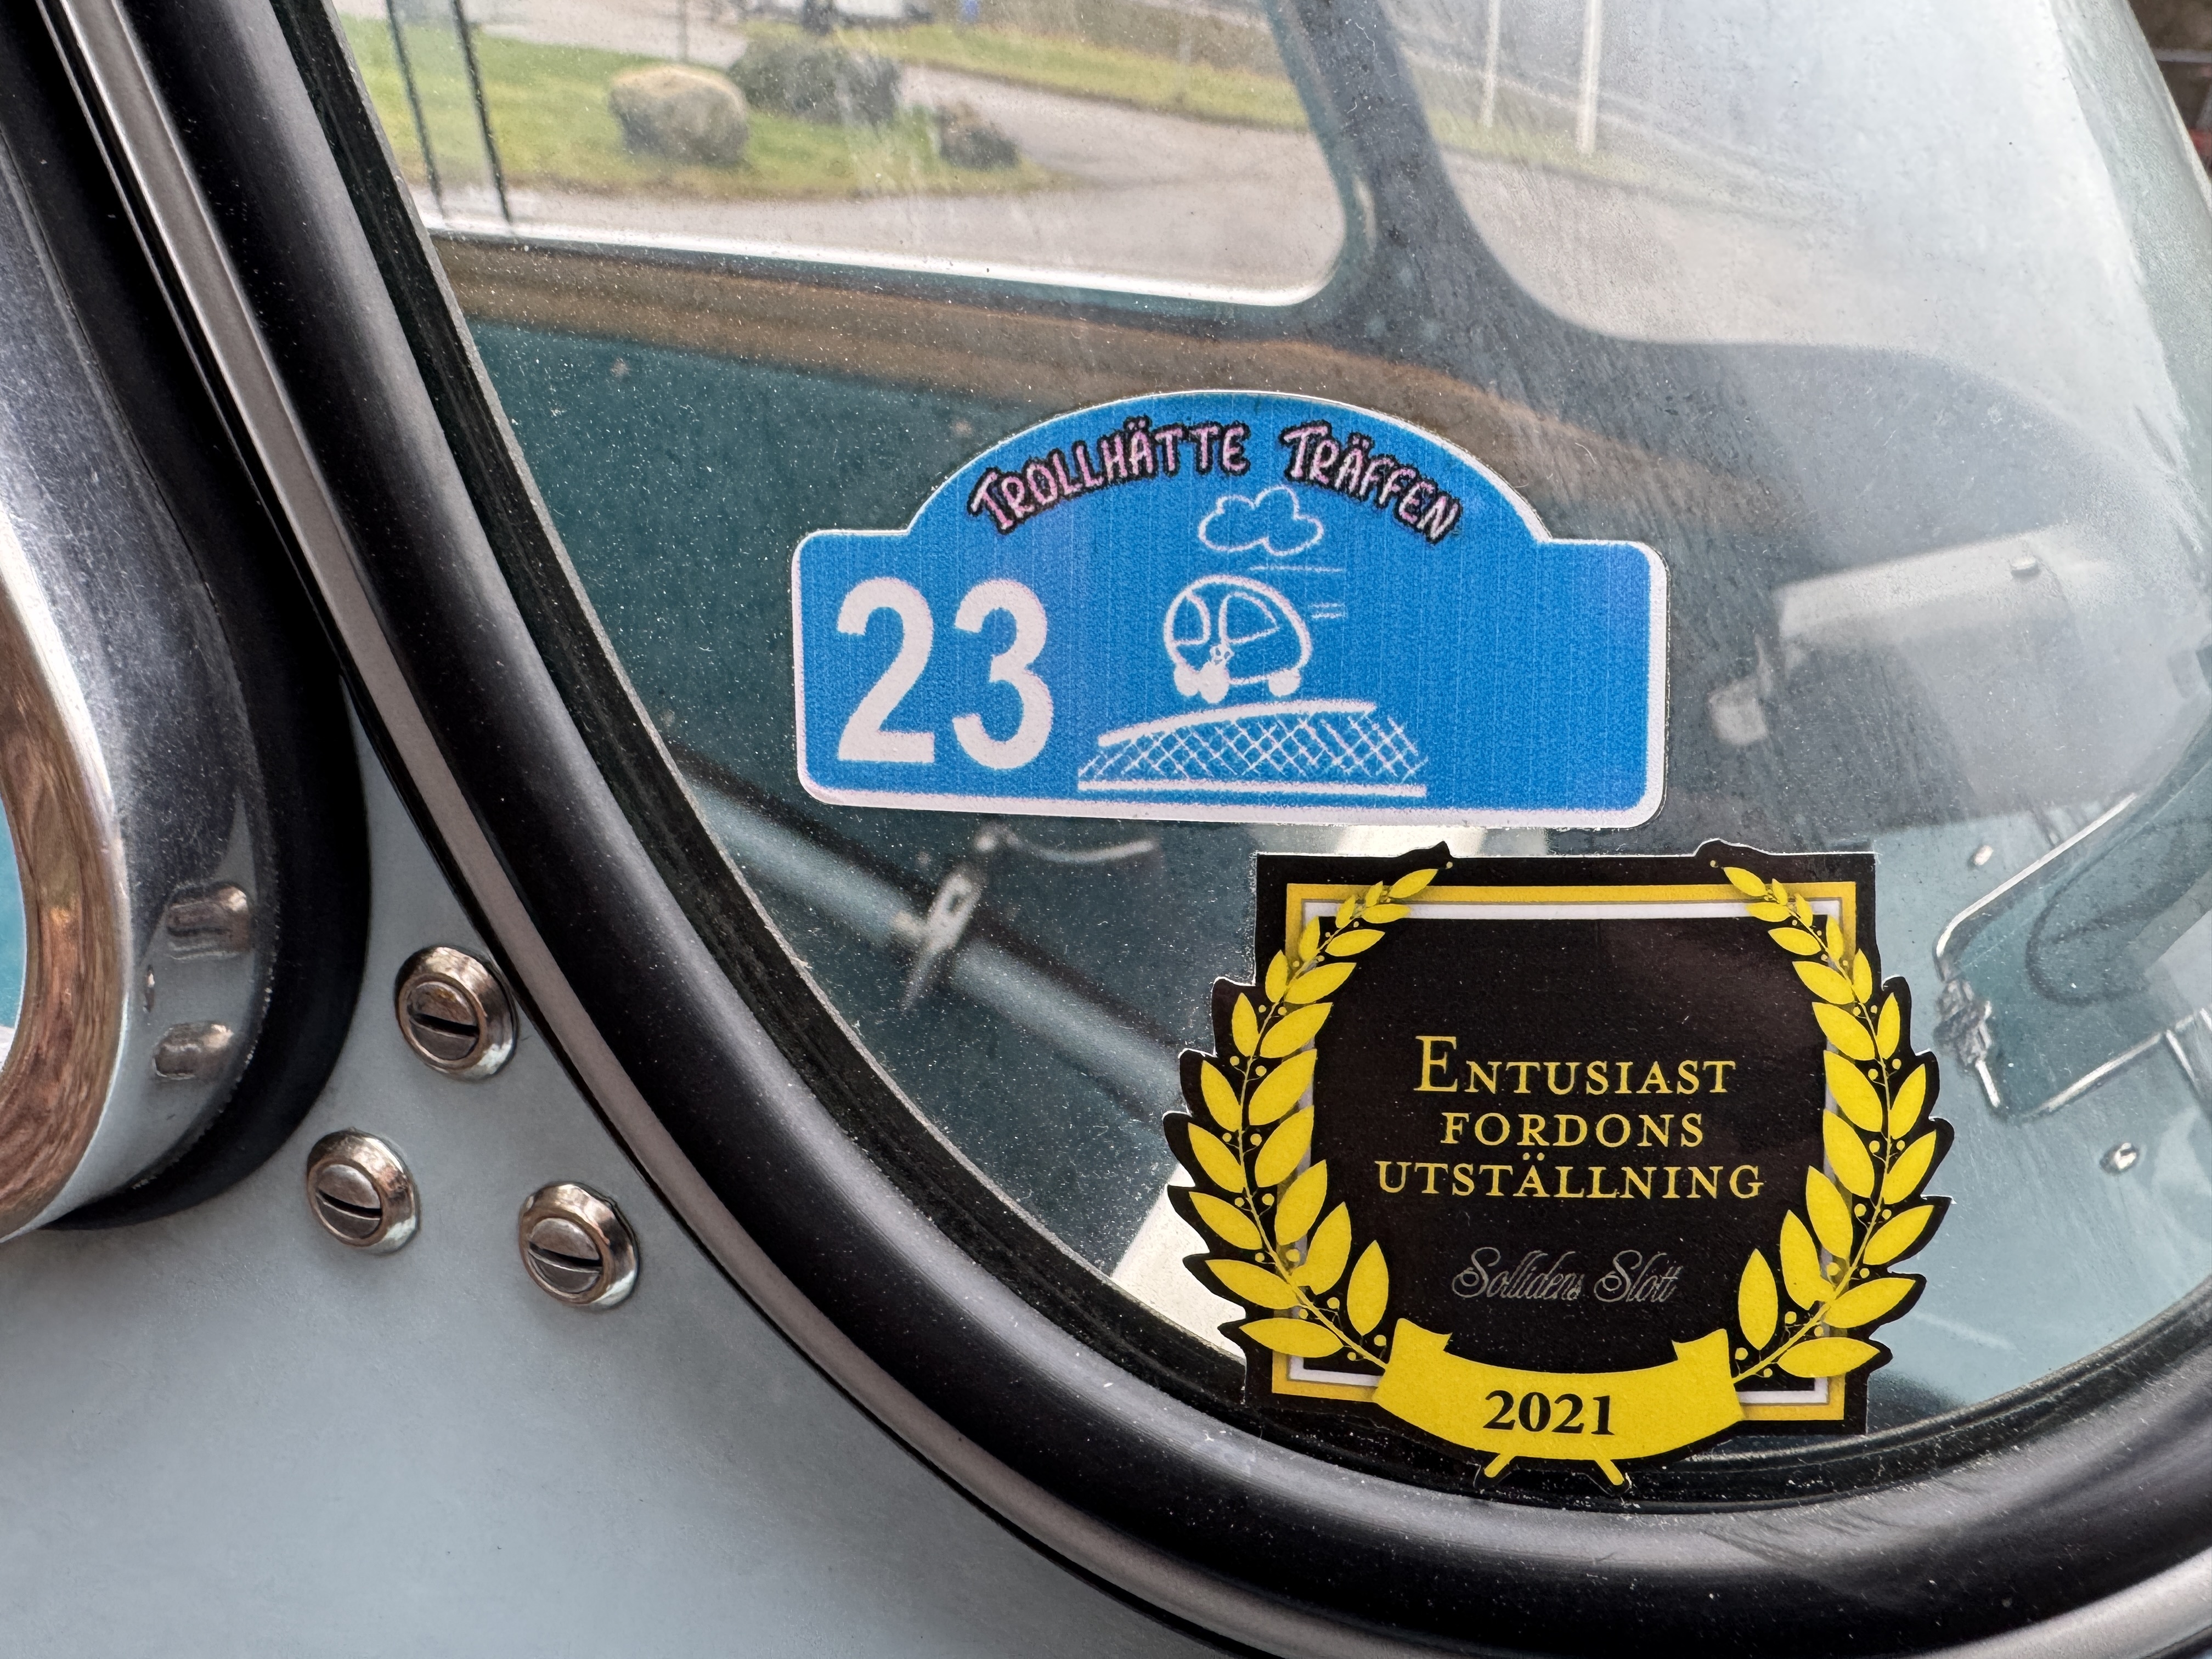 TROLLHÄTTE TRÄFFEN
23
ENTUSIAST
FORDONS
UTSTÄLLNING
Sollidens Slott
2021